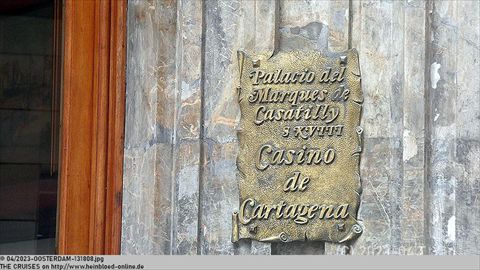 Palacio del
Marques de
Casatilly
S XVIII
Casino
de
Cartagena
© 04/2023-OOSTERDAM-131808.jpg
THE CRUISES on http://www.heinbloed-online.de